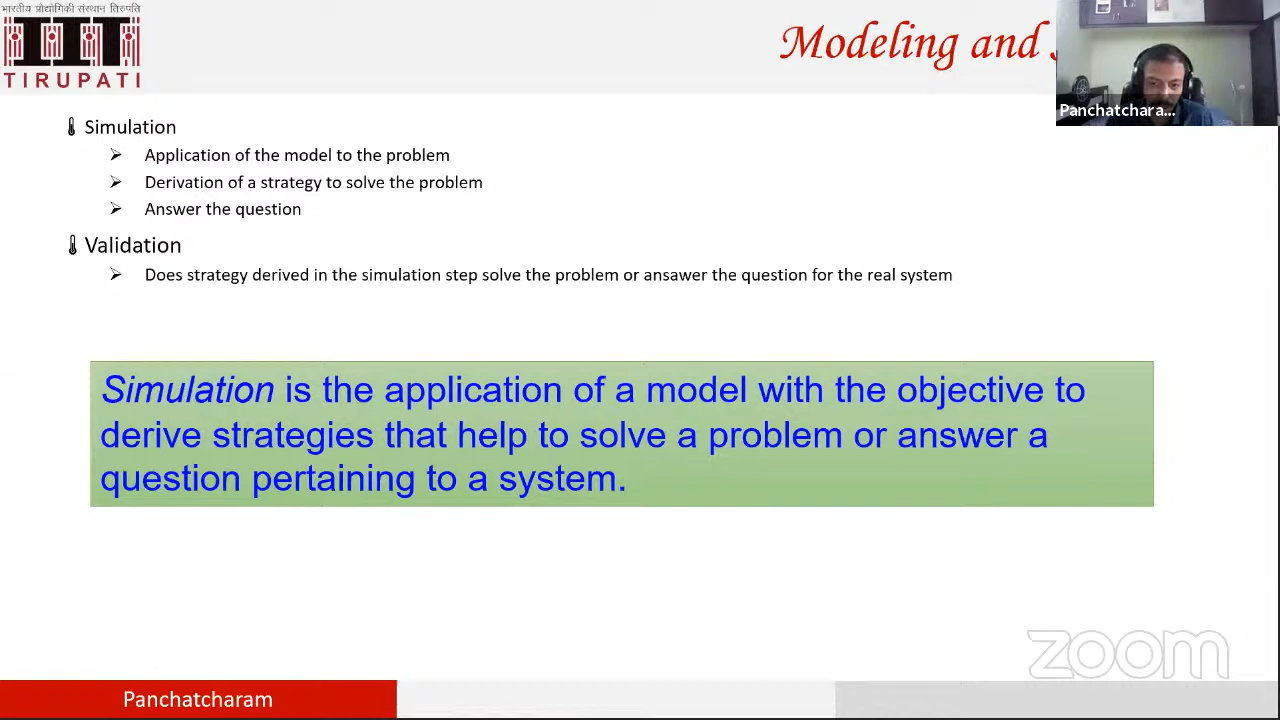 भारतीय प्रौद्योगिकी संस्थान तिरुपति
TIRUPATI
Modeling and
Panchatchara...
Simulation
Application of the model to the problem
Derivation of a strategy to solve the problem
Answer the question
Validation
Does strategy derived in the simulation step solve the problem or ansawer the question for the real system
Simulation is the application of a model with the objective to
derive strategies that help to solve a problem or answer a
question pertaining to a system.
zoom
Panchatcharam